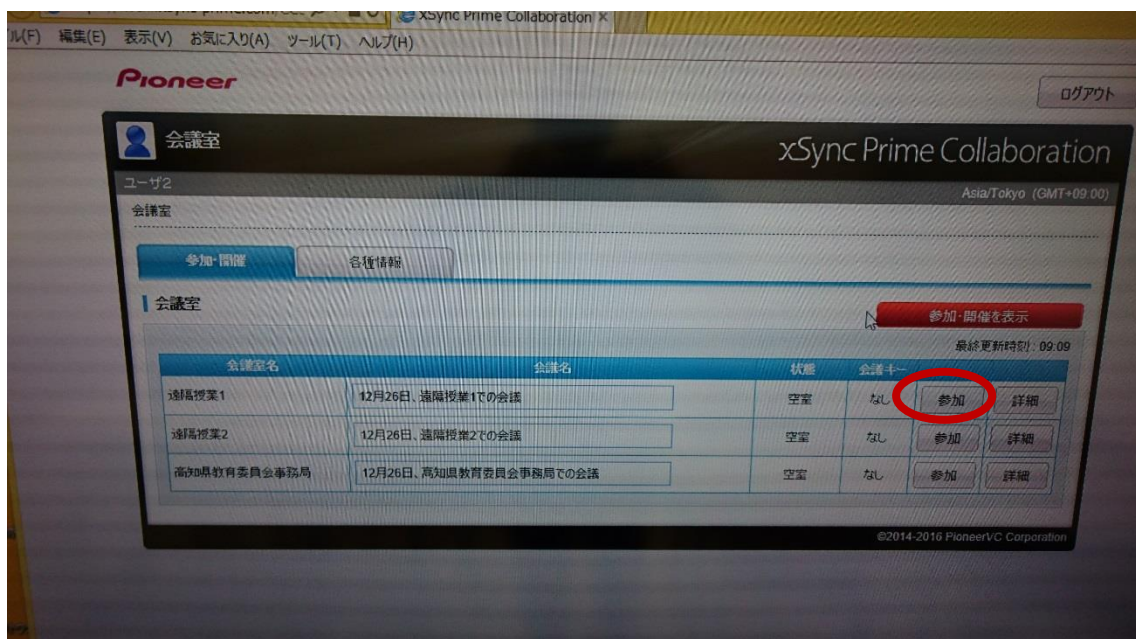 xSync Prime Collaboration ×
編集(E) 表示(V) お気に入り(A) ツール(T) ヘルプ(H)
Pioneer
ログアウト
会議室
xSync Prime Collaboration
ユーザ2
Asia/Tokyo (GMT+09:00)
会議室
参加・開催
各種情報
会議室
参加・開催を表示
最終更新時刻 : 09:09
会議室名 会議名 状態 会議キー
遠隔授業1 12月26日、遠隔授業1での会議 空室 なし 参加 詳細
遠隔授業2 12月26日、遠隔授業2での会議 空室 なし 参加 詳細
高知県教育委員会事務局 12月26日、高知県教育委員会事務局での会議 空室 なし 参加 詳細
©2014-2016 PioneerVC Corporation